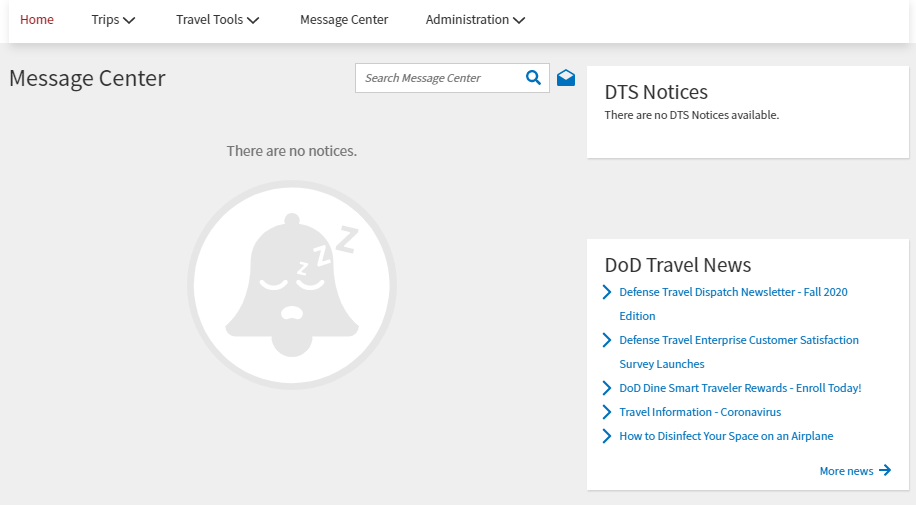 Home Trips Travel Tools Message Center Administration
Message Center
Search Message Center
There are no notices.
z z Z
DTS Notices
There are no DTS Notices available.
DoD Travel News
Defense Travel Dispatch Newsletter - Fall 2020
Edition
Defense Travel Enterprise Customer Satisfaction
Survey Launches
DoD Dine Smart Traveler Rewards - Enroll Today!
Travel Information - Coronavirus
How to Disinfect Your Space on an Airplane
More news